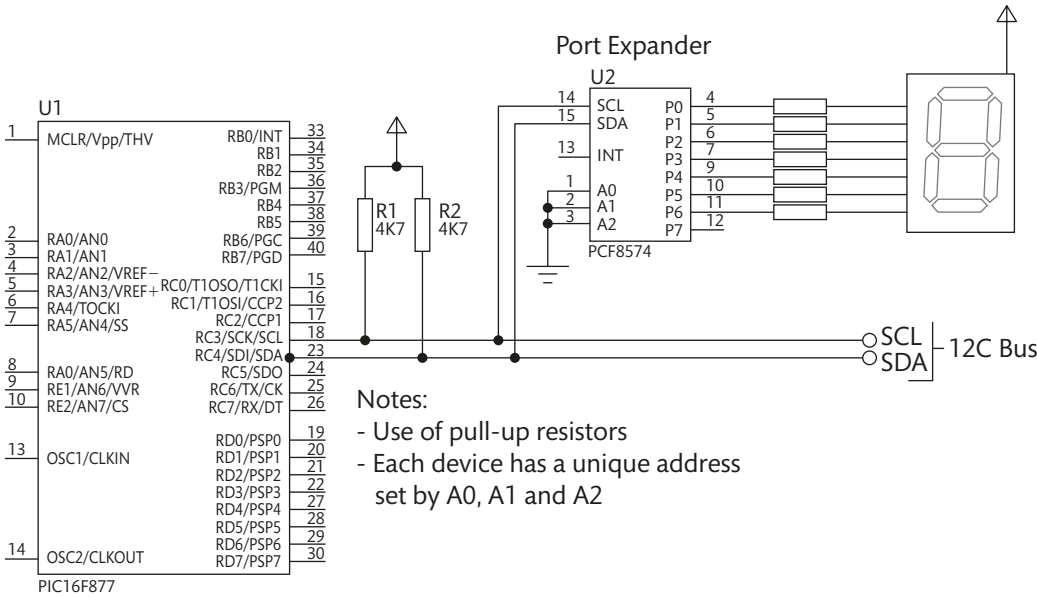 Port Expander
U2
14 SCL P0 4
15 SDA P1 5
P2 6
13 INT P3 7
P4 9
1 A0 P5 10
2 A1 P6 11
3 A2 P7 12
PCF8574
U1
1 MCLR/Vpp/THV RB0/INT 33
RB1 34
RB2 35
RB3/PGM 36
RB4 37
RB5 38
2 RA0/AN0 RB6/PGC 39
3 RA1/AN1 RB7/PGD 40
4 RA2/AN2/VREF−
5 RA3/AN3/VREF+ RC0/T1OSO/T1CKI 15
6 RA4/TOCKI RC1/T1OSI/CCP2 16
7 RA5/AN4/SS RC2/CCP1 17
RC3/SCK/SCL 18
RC4/SDI/SDA 23
8 RA0/AN5/RD RC5/SDO 24
9 RE1/AN6/VVR RC6/TX/CK 25
10 RE2/AN7/CS RC7/RX/DT 26
RD0/PSP0 19
13 OSC1/CLKIN RD1/PSP1 20
RD2/PSP2 21
RD3/PSP3 22
RD4/PSP4 27
RD5/PSP5 28
RD6/PSP6 29
14 OSC2/CLKOUT RD7/PSP7 30
PIC16F877
R1 R2
4K7 4K7
SCL
SDA
12C Bus
Notes:
- Use of pull-up resistors
- Each device has a unique address
set by A0, A1 and A2